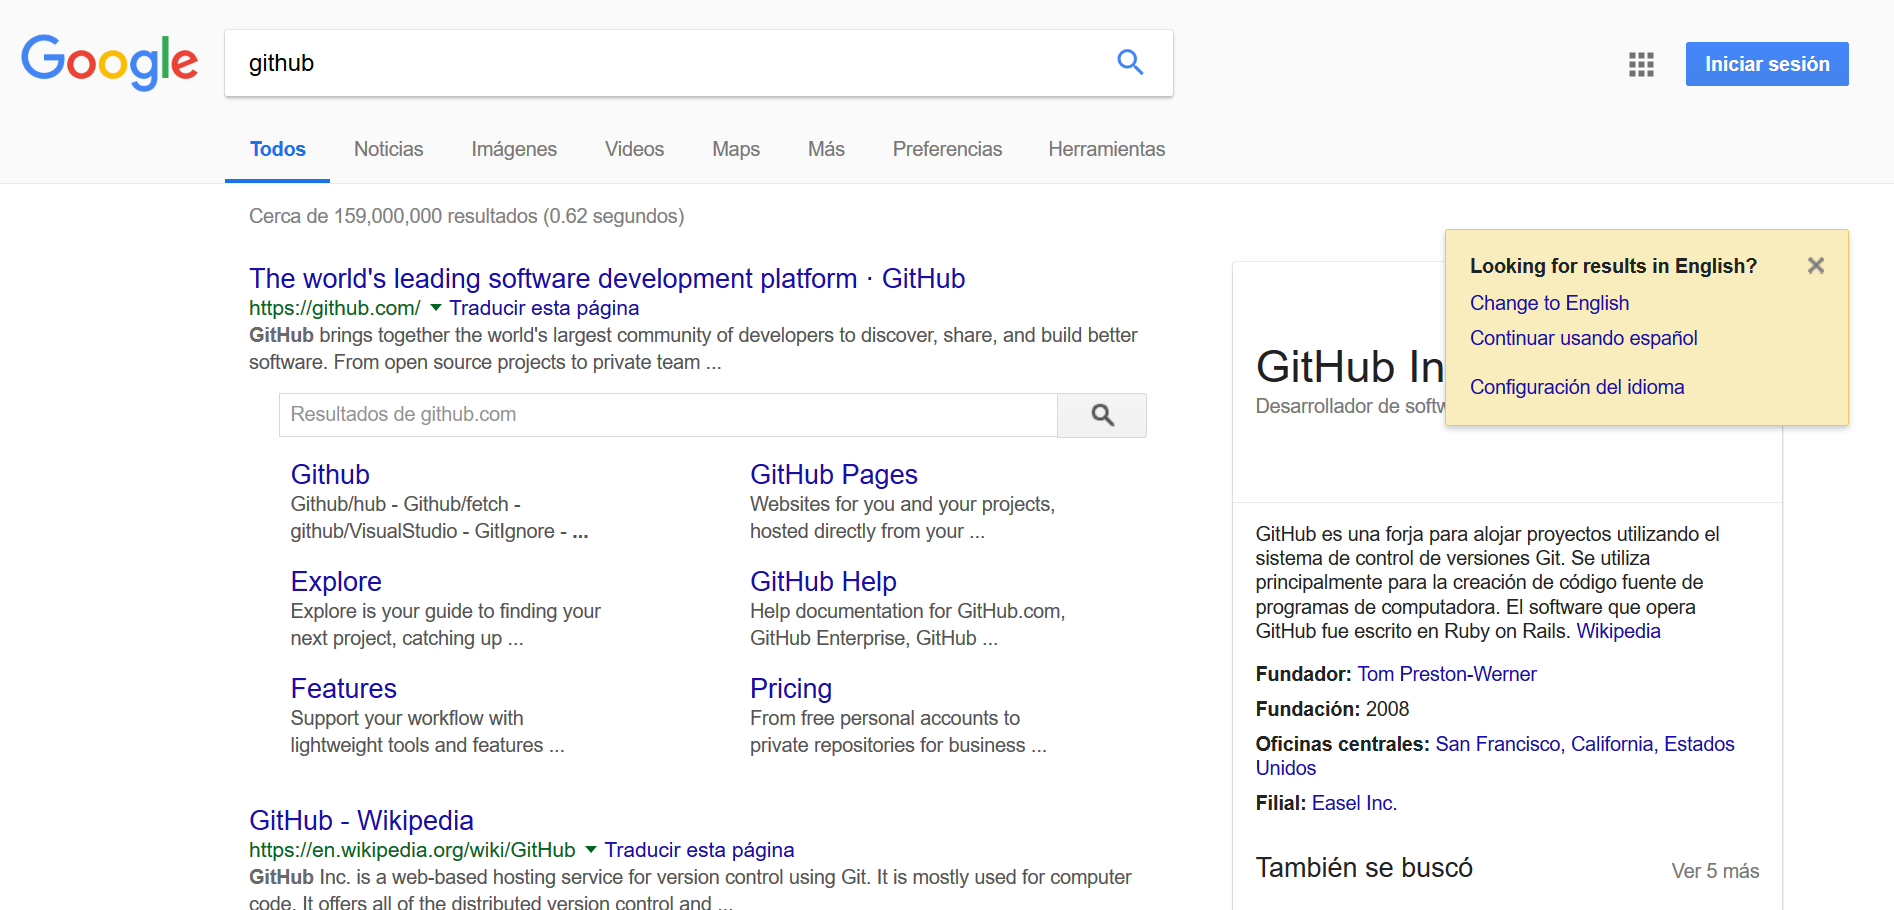 Google
github
Iniciar sesión
Todos
Noticias
Imágenes
Videos
Maps
Más
Preferencias
Herramientas
Cerca de 159,000,000 resultados (0.62 segundos)
The world's leading software development platform · GitHub
https://github.com/ Traducir esta página
GitHub brings together the world's largest community of developers to discover, share, and build better
software. From open source projects to private team ...
Resultados de github.com
Github
Github/hub - Github/fetch -
github/VisualStudio - GitIgnore - ...
GitHub Pages
Websites for you and your projects,
hosted directly from your ...
Explore
Explore is your guide to finding your
next project, catching up ...
GitHub Help
Help documentation for GitHub.com,
GitHub Enterprise, GitHub ...
Features
Support your workflow with
lightweight tools and features ...
Pricing
From free personal accounts to
private repositories for business ...
GitHub - Wikipedia
https://en.wikipedia.org/wiki/GitHub Traducir esta página
GitHub Inc. is a web-based hosting service for version control using Git. It is mostly used for computer
code. It offers all of the distributed version control and ...
Looking for results in English?
Change to English
Continuar usando español
Configuración del idioma
GitHub In
Desarrollador de softw
GitHub es una forja para alojar proyectos utilizando el
sistema de control de versiones Git. Se utiliza
principalmente para la creación de código fuente de
programas de computadora. El software que opera
GitHub fue escrito en Ruby on Rails. Wikipedia
Fundador: Tom Preston-Werner
Fundación: 2008
Oficinas centrales: San Francisco, California, Estados
Unidos
Filial: Easel Inc.
También se buscó
Ver 5 más